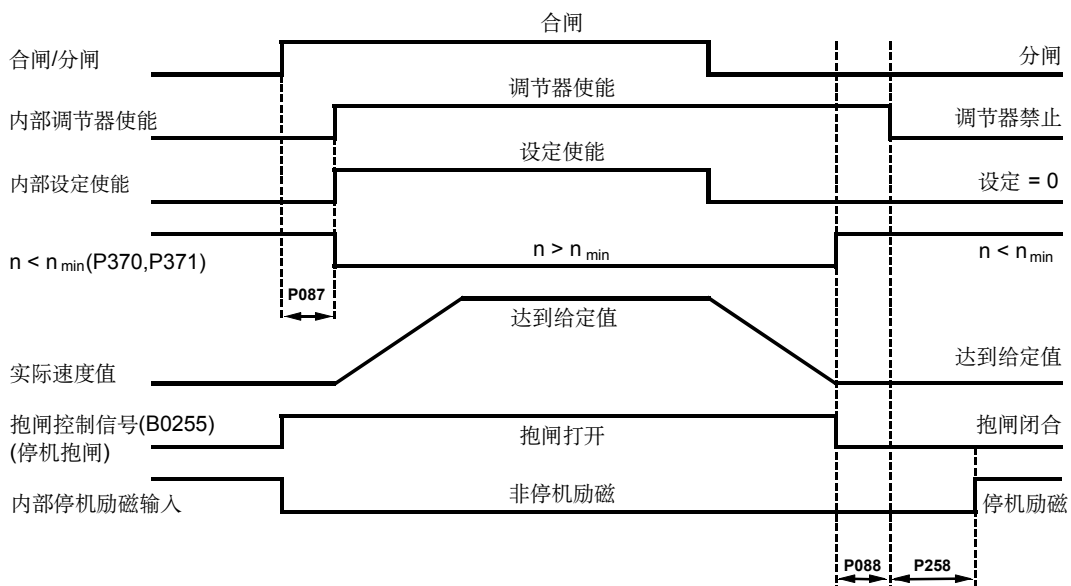 合闸
合闸/分闸
分闸
调节器使能
内部调节器使能
调节器禁止
设定使能
内部设定使能
设定 = 0
n < n min(P370,P371)
n > n min
n < n min
P087
达到给定值
实际速度值
达到给定值
抱闸控制信号(B0255)
(停机抱闸)
抱闸打开
抱闸闭合
内部停机励磁输入
非停机励磁
停机励磁
P088
P258